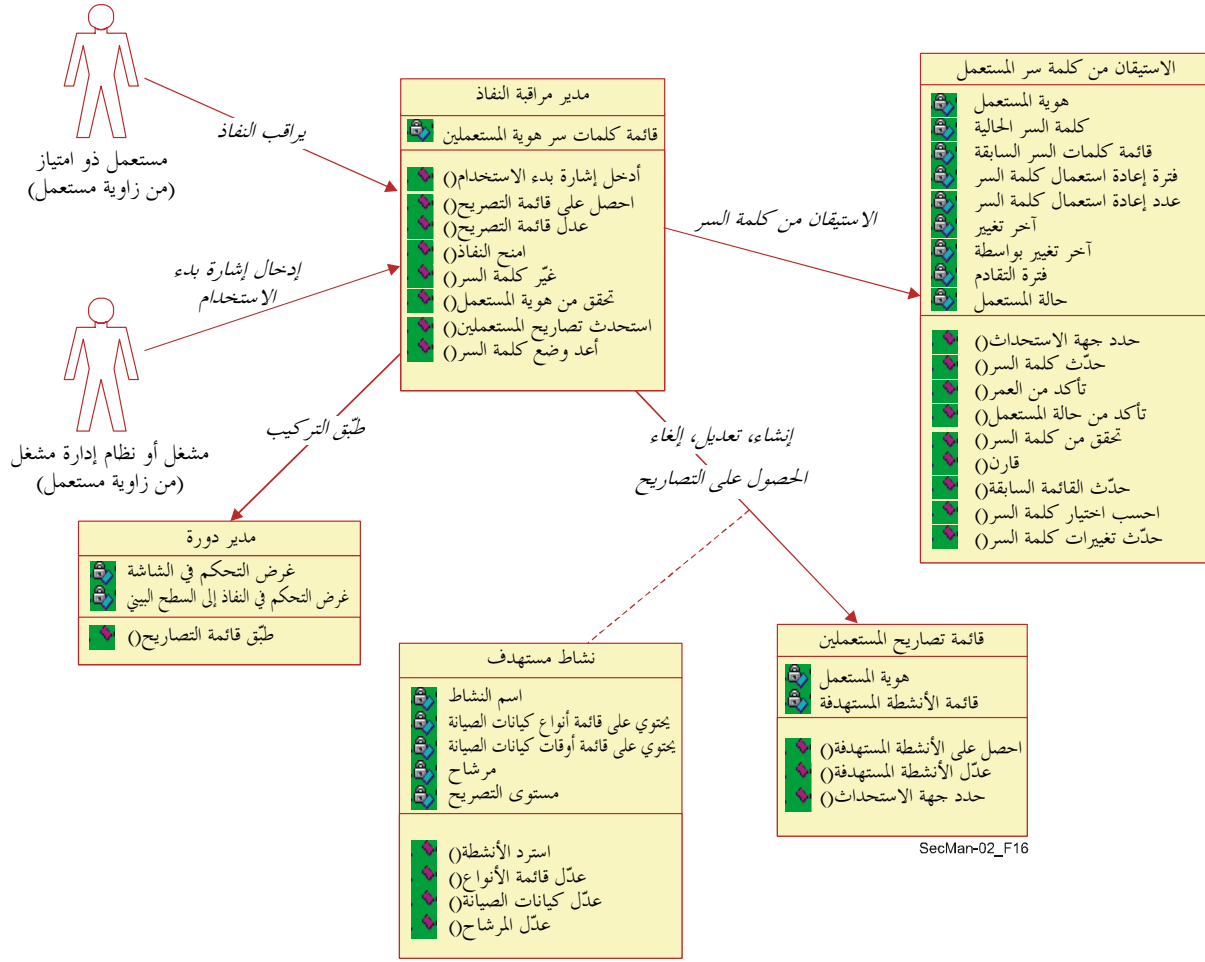 مستعمل ذو امتياز
(من زاوية مستعمل)
يراقب النفاذ
إدخال إشارة بدء
الاستخدام
مشغل أو نظام إدارة مشغل
(من زاوية مستعمل)
مدير مراقبة النفاذ
قائمة كلمات سر هوية المستعملين
أدخل إشارة بدء الاستخدام()
احصل على قائمة التصريح()
عدل قائمة التصريح()
امنح النفاذ()
غيّر كلمة السر()
تحقق من هوية المستعمل()
استحدث تصاريح المستعملين()
أعد وضع كلمة السر()
الاستيقان من كلمة السر
الاستيقان من كلمة سر المستعمل
هوية المستعمل
كلمة السر الحالية
قائمة كلمات السر السابقة
فترة إعادة استعمال كلمة السر
عدد إعادة استعمال كلمة السر
آخر تغيير
آخر تغيير بواسطة
فترة التقادم
حالة المستعمل
حدد جهة الاستحداث()
حدّث كلمة السر()
تأكد من العمر()
تأكد من حالة المستعمل()
تحقق من كلمة السر()
قارن()
حدّث القائمة السابقة()
احسب اختيار كلمة السر()
حدّث تغييرات كلمة السر()
طبّق التركيب
إنشاء، تعديل، إلغاء
الحصول على التصاريح
مدير دورة
غرض التحكم في الشاشة
غرض التحكم في النفاذ إلى السطح البيني
طبّق قائمة التصاريح()
نشاط مستهدف
اسم النشاط
يحتوي على قائمة أنواع كيانات الصيانة
يحتوي على قائمة أوقات كيانات الصيانة
مرشاح
مستوى التصريح
استرد الأنشطة()
عدّل قائمة الأنواع()
عدّل كيانات الصيانة()
عدّل المرشاح()
قائمة تصاريح المستعملين
هوية المستعمل
قائمة الأنشطة المستهدفة
احصل على الأنشطة المستهدفة()
عدّل الأنشطة المستهدفة()
حدد جهة الاستحداث()
SecMan-02_F16